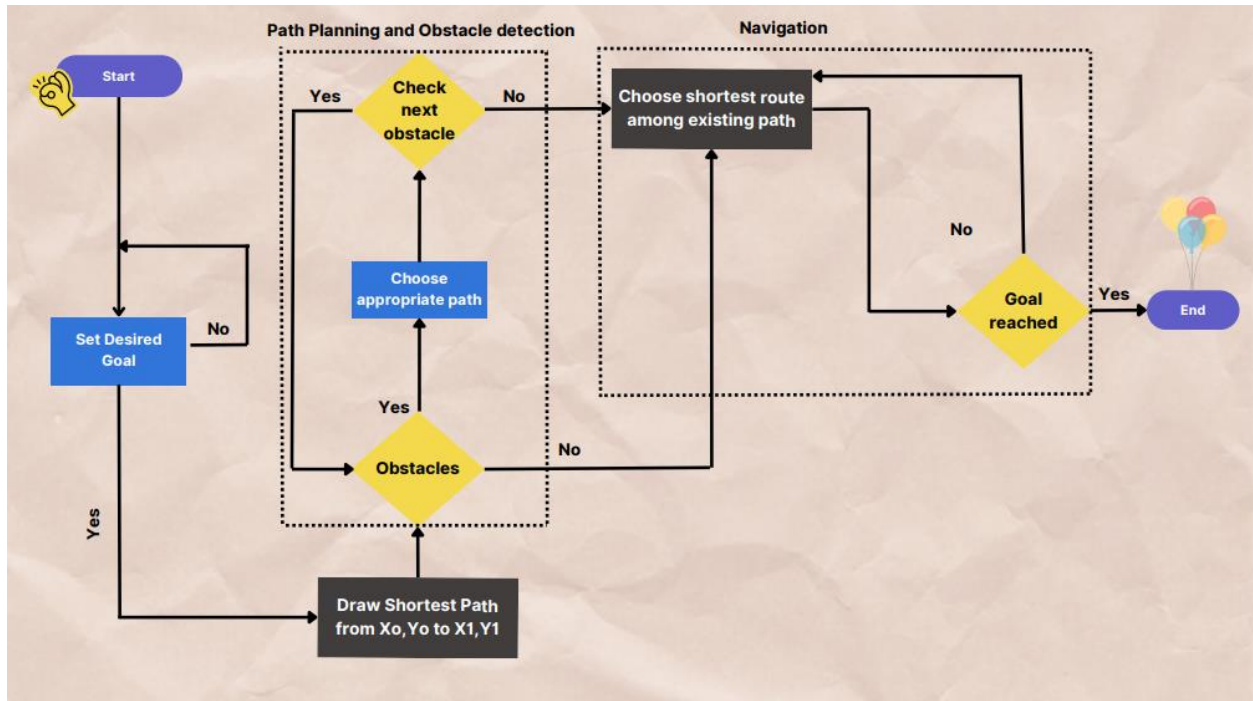 Path Planning and Obstacle detection
Navigation
Start
Check
next
obstacle
Yes
No
Choose shortest route
among existing path
No
Choose
appropriate path
Set Desired
Goal
No
Goal
reached
Yes
End
Yes
Obstacles
No
Yes
Draw Shortest Path
from Xo,Yo to X1,Y1